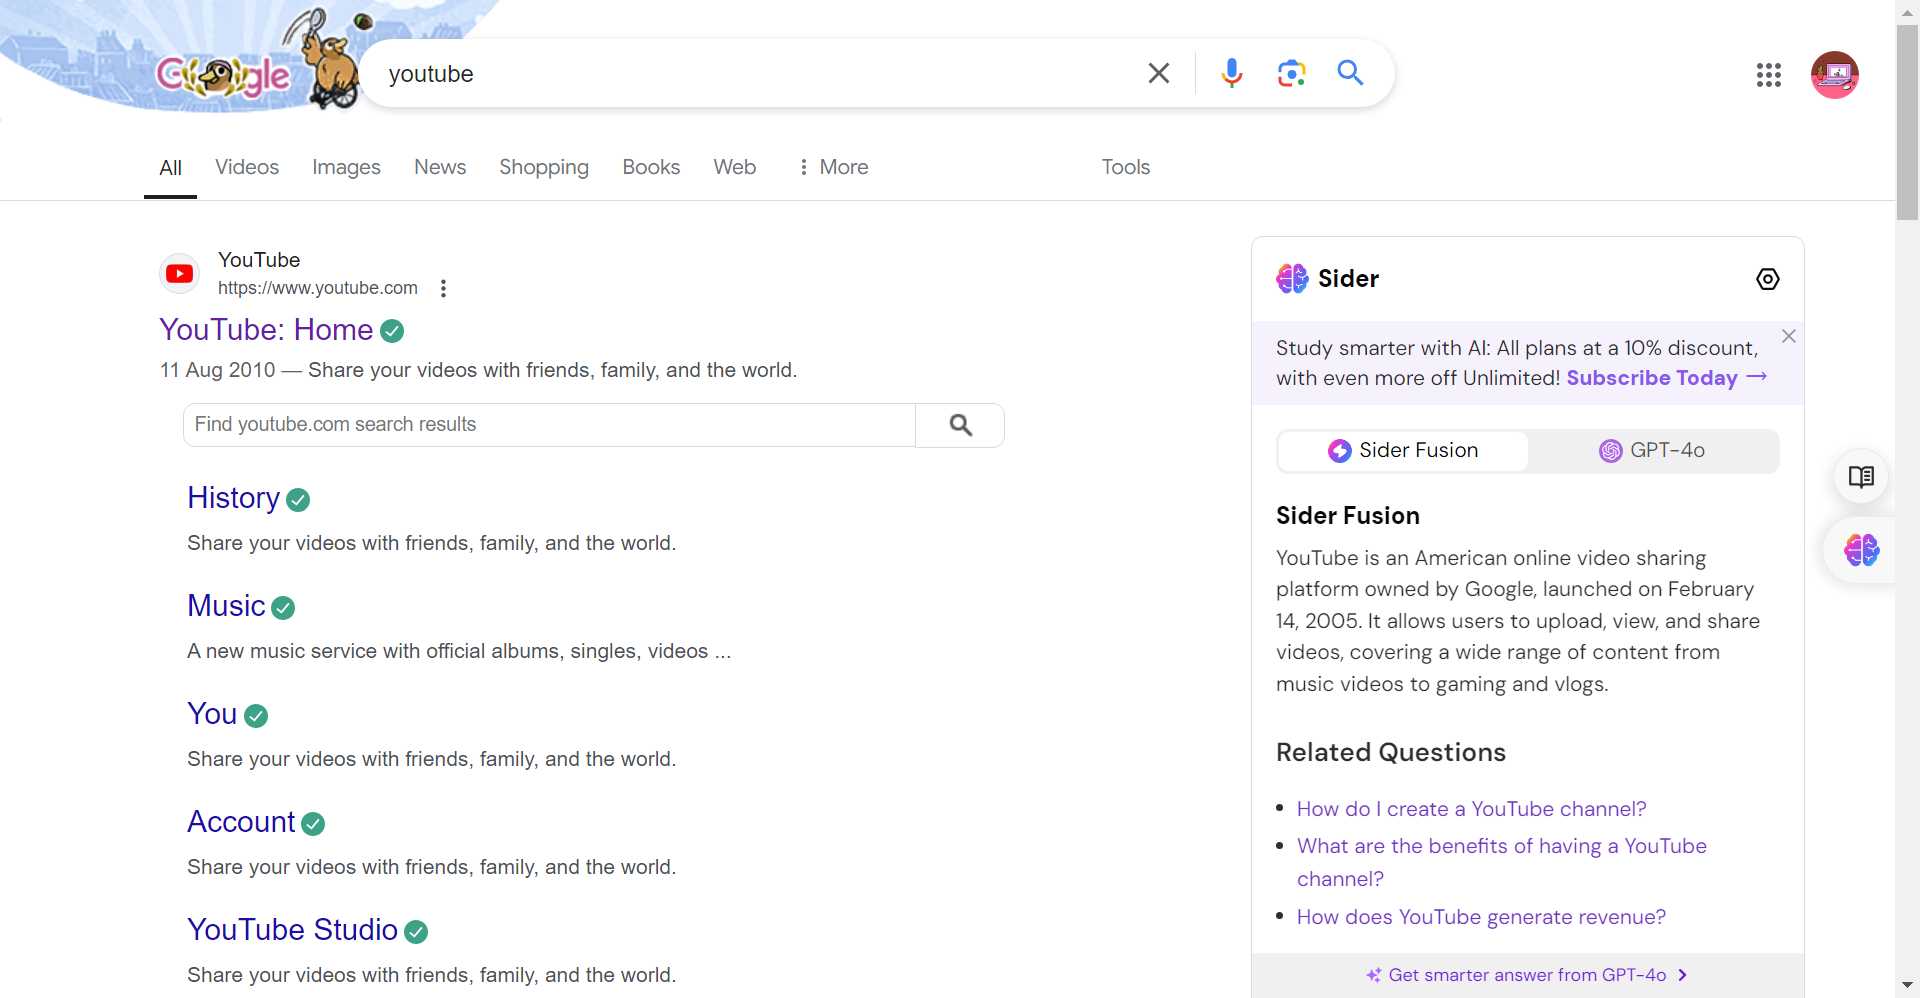 Google
youtube
All
Videos
Images
News
Shopping
Books
Web
More
Tools
YouTube
https://www.youtube.com
YouTube: Home
11 Aug 2010 — Share your videos with friends, family, and the world.
Find youtube.com search results
History
Share your videos with friends, family, and the world.
Music
A new music service with official albums, singles, videos ...
You
Share your videos with friends, family, and the world.
Account
Share your videos with friends, family, and the world.
YouTube Studio
Share your videos with friends, family, and the world.
Sider
Study smarter with AI: All plans at a 10% discount,
with even more off Unlimited! Subscribe Today →
Sider Fusion
GPT-4o
Sider Fusion
YouTube is an American online video sharing
platform owned by Google, launched on February
14, 2005. It allows users to upload, view, and share
videos, covering a wide range of content from
music videos to gaming and vlogs.
Related Questions
• How do I create a YouTube channel?
• What are the benefits of having a YouTube
channel?
• How does YouTube generate revenue?
Get smarter answer from GPT-4o >